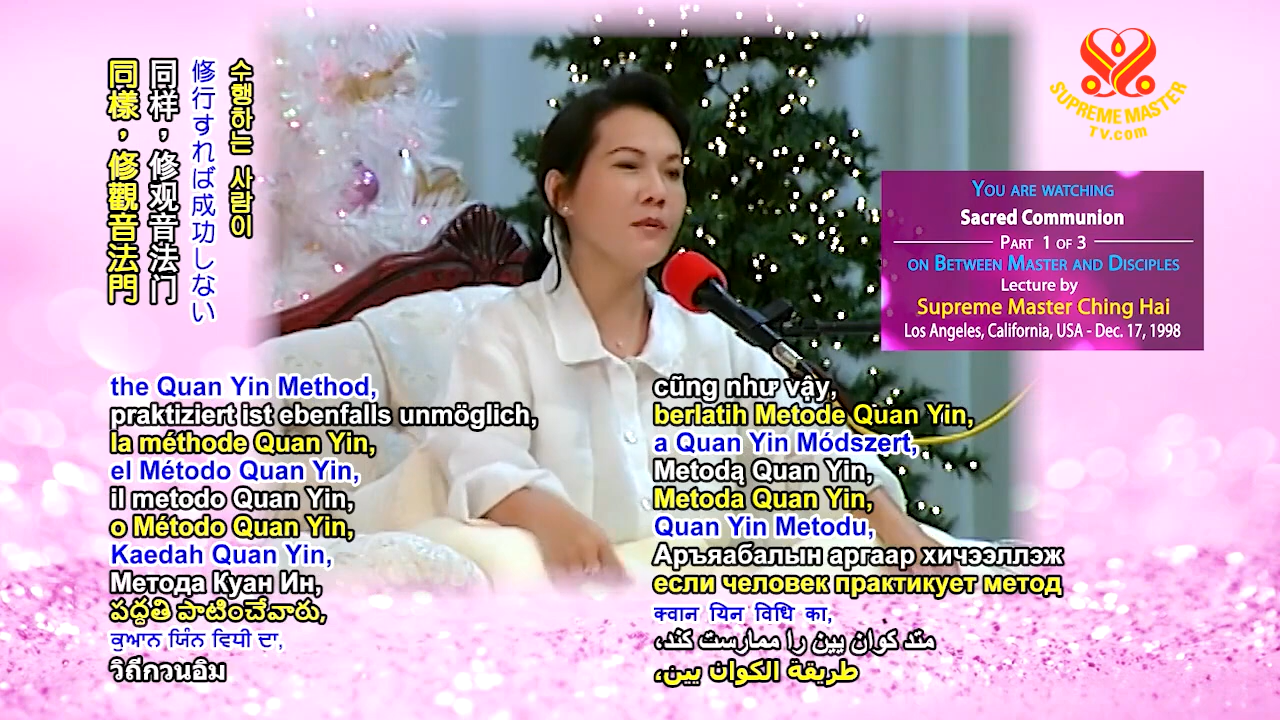 수행하는 사람이
修行すれば成功しない
同样，修观音法门
同樣，修觀音法門
SUPREME MASTER
TV.com
YOU ARE WATCHING
Sacred Communion
PART 1 OF 3
ON BETWEEN MASTER AND DISCIPLES
Lecture by
Supreme Master Ching Hai
Los Angeles, California, USA - Dec. 17, 1998
the Quan Yin Method,
praktiziert ist ebenfalls unmöglich,
la méthode Quan Yin,
el Método Quan Yin,
il metodo Quan Yin,
o Método Quan Yin,
Kaedah Quan Yin,
Метода Куан Ин,
పద్ధతి పాటించేవారు,
ਕੁਆਨ ਯਿੰਨ ਵਿਧੀ ਦਾ,
วิถีกวนอิม
cũng như vậy,
berlatih Metode Quan Yin,
a Quan Yin Módszert,
Metodą Quan Yin,
Metoda Quan Yin,
Quan Yin Metodu,
Аръяабалын аргаар хичээллэж
если человек практикует метод
क्वान यिन विधि का,
متد کوان یین را ممارست کند،
طريقة الكوان يين،